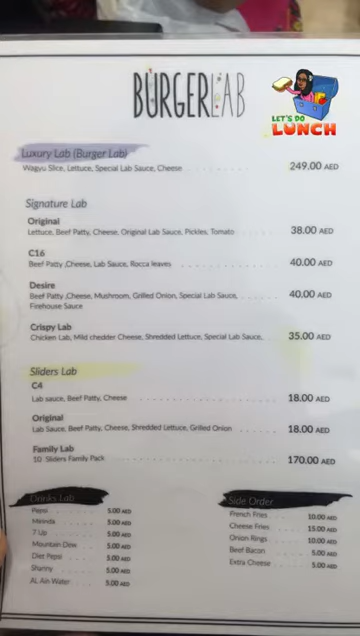 BURGERLAB
LET'S DO
LUNCH
Luxury Lab (Burger Lab)
Wagyu Slice, Lettuce, Special Lab Sauce, Cheese 249.00 AED
Signature Lab
Original
Lettuce, Beef Patty, Cheese, Original Lab Sauce, Pickles, Tomato 38.00 AED
C16
Beef Patty ,Cheese, Lab Sauce, Rocca leaves 40.00 AED
Desire
Beef Patty ,Cheese, Mushroom, Grilled Onion, Special Lab Sauce, 40.00 AED
Firehouse Sauce
Crispy Lab
Chicken Lab, Mild chedder Cheese, Shredded Lettuce, Special Lab Sauce, 35.00 AED
Sliders Lab
C4
Lab sauce, Beef Patty, Cheese 18.00 AED
Original
Lab Sauce, Beef Patty, Cheese, Shredded Lettuce, Grilled Onion 18.00 AED
Family Lab
10 Sliders Family Pack 170.00 AED
Drinks Lab
Pepsi 5.00 AED
Mirinda 5.00 AED
7 Up 5.00 AED
Mountain Dew 5.00 AED
Diet Pepsi 5.00 AED
Shanny 5.00 AED
AL Ain Water 5.00 AED
Side Order
French Fries 10.00 AED
Cheese Fries 15.00 AED
Onion Rings 10.00 AED
Beef Bacon 5.00 AED
Extra Cheese 5.00 AED